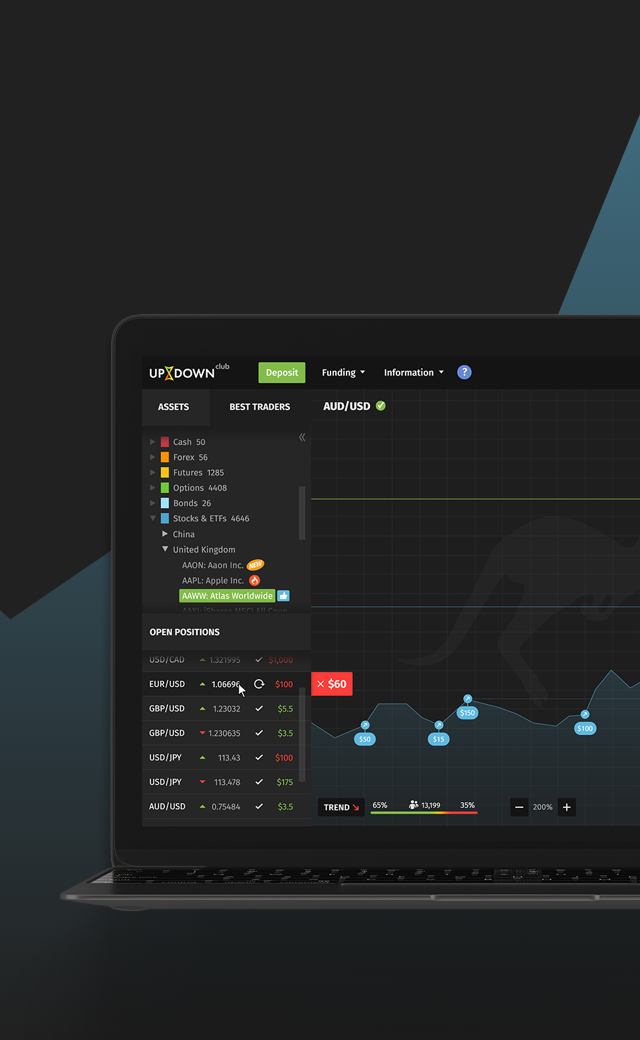 UPXDOWN club
Deposit
Funding
Information
?
ASSETS
BEST TRADERS
AUD/USD
Cash 50
Forex 56
Futures 1285
Options 4408
Bonds 26
Stocks & ETFs 4646
China
United Kingdom
AAON: Aaon Inc. NEW
AAPL: Apple Inc.
AAWW: Atlas Worldwide
OPEN POSITIONS
USD/CAD 1.321995 $1,000
EUR/USD 1.06696 $100 × $60
GBP/USD 1.23032 $5.5
GBP/USD 1.230635 $3.5
USD/JPY 113.43 $100
USD/JPY 113.478 $175
AUD/USD 0.75484 $3.5
$50
$15
$150
$100
TREND
65%
13,199
35%
− 200% +